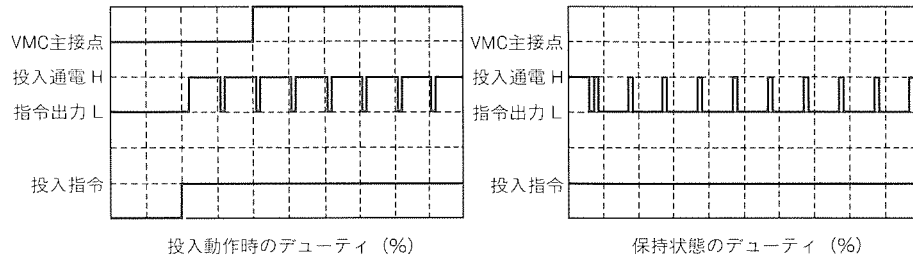 VMC主接点
投入通電 H
指令出力 L
投入指令
投入動作時のデューティ (%)
VMC主接点
投入通電 H
指令出力 L
投入指令
保持状態のデューティ (%)